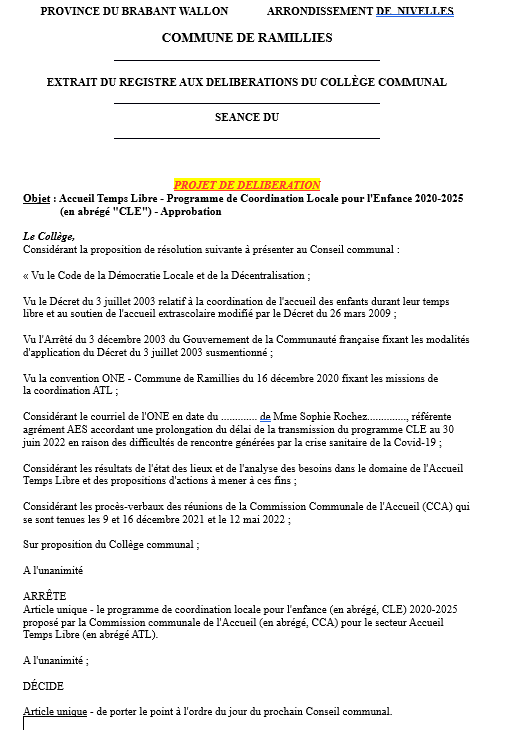 PROVINCE DU BRABANT WALLON ARRONDISSEMENT DE NIVELLES
COMMUNE DE RAMILLIES
EXTRAIT DU REGISTRE AUX DELIBERATIONS DU COLLÈGE COMMUNAL
SEANCE DU
PROJET DE DELIBERATION
Objet : Accueil Temps Libre - Programme de Coordination Locale pour l'Enfance 2020-2025
(en abrégé "CLE") - Approbation
Le Collège,
Considérant la proposition de résolution suivante à présenter au Conseil communal :
« Vu le Code de la Démocratie Locale et de la Décentralisation ;
Vu le Décret du 3 juillet 2003 relatif à la coordination de l'accueil des enfants durant leur temps
libre et au soutien de l'accueil extrascolaire modifié par le Décret du 26 mars 2009 ;
Vu l'Arrêté du 3 décembre 2003 du Gouvernement de la Communauté française fixant les modalités
d'application du Décret du 3 juillet 2003 susmentionné ;
Vu la convention ONE - Commune de Ramillies du 16 décembre 2020 fixant les missions de
la coordination ATL ;
Considérant le courriel de l'ONE en date du ............. de Mme Sophie Rochez.............., référente
agrément AES accordant une prolongation du délai de la transmission du programme CLE au 30
juin 2022 en raison des difficultés de rencontre générées par la crise sanitaire de la Covid-19 ;
Considérant les résultats de l'état des lieux et de l'analyse des besoins dans le domaine de l'Accueil
Temps Libre et des propositions d'actions à mener à ces fins ;
Considérant les procès-verbaux des réunions de la Commission Communale de l'Accueil (CCA) qui
se sont tenues les 9 et 16 décembre 2021 et le 12 mai 2022 ;
Sur proposition du Collège communal ;
A l'unanimité
ARRÊTE
Article unique - le programme de coordination locale pour l'enfance (en abrégé, CLE) 2020-2025
proposé par la Commission communale de l'Accueil (en abrégé, CCA) pour le secteur Accueil
Temps Libre (en abrégé ATL).
A l'unanimité ;
DÉCIDE
Article unique - de porter le point à l'ordre du jour du prochain Conseil communal.